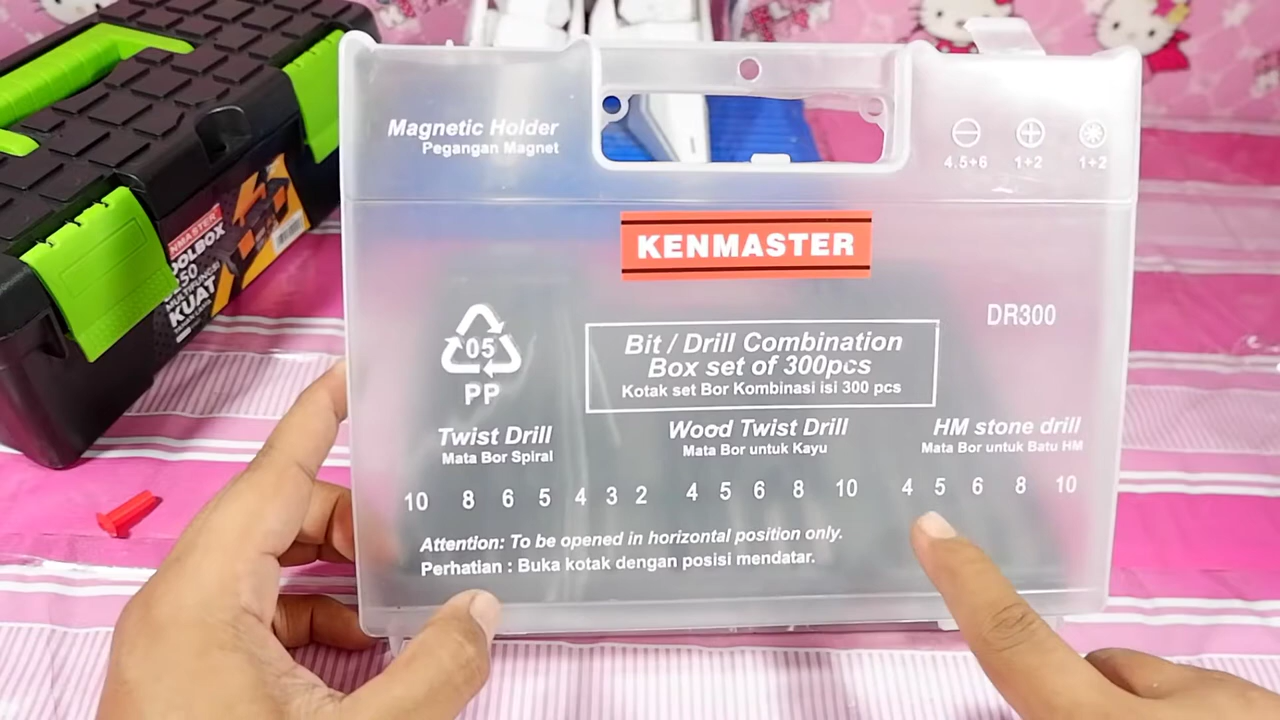 Magnetic Holder
Pegangan Magnet
4.5+6 1+2 1+2
KENMASTER
DR300
05
PP
Bit / Drill Combination
Box set of 300pcs
Kotak set Bor Kombinasi isi 300 pcs
Twist Drill
Mata Bor Spiral
Wood Twist Drill
Mata Bor untuk Kayu
HM stone drill
Mata Bor untuk Batu HM
10 8 6 5 4 3 2 4 5 6 8 10 4 5 6 8 10
Attention: To be opened in horizontal position only.
Perhatian : Buka kotak dengan posisi mendatar.
NMASTER
OOLBOX
350
MULTIFUNGSI
KUAT